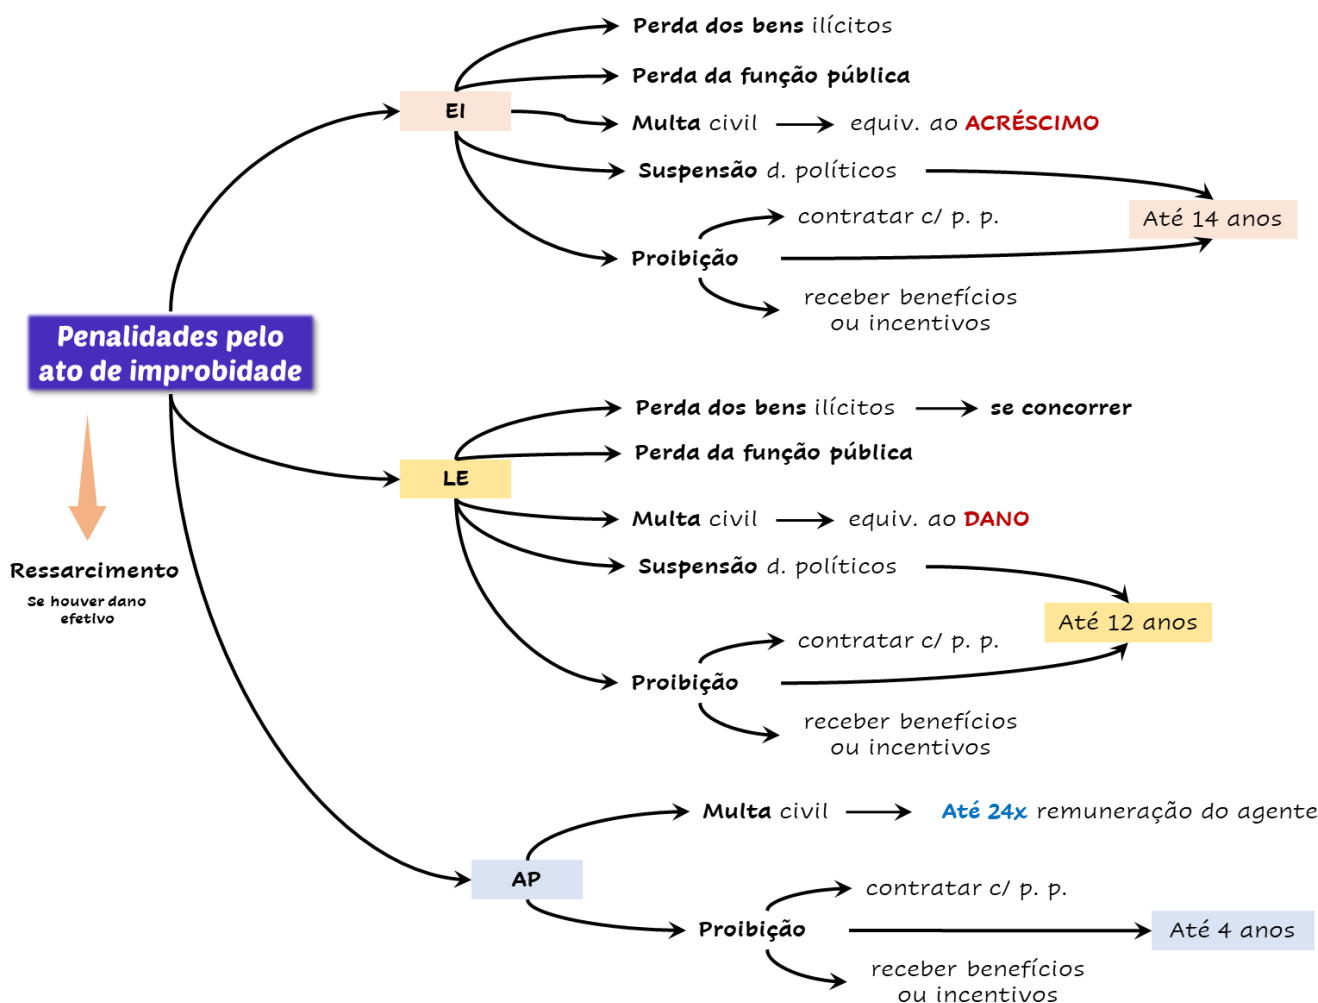 Perda dos bens ilícitos
Perda da função pública
EI
Multa civil equiv. ao ACRÉSCIMO
Suspensão d. políticos
contratar c/ p. p.
Até 14 anos
Proibição
receber benefícios
ou incentivos
Penalidades pelo
ato de improbidade
Perda dos bens ilícitos se concorrer
Perda da função pública
LE
Multa civil equiv. ao DANO
Suspensão d. políticos
Ressarcimento
Se houver dano
efetivo
Até 12 anos
contratar c/ p. p.
Proibição
receber benefícios
ou incentivos
Multa civil Até 24x remuneração do agente
AP
contratar c/ p. p.
Proibição Até 4 anos
receber benefícios
ou incentivos